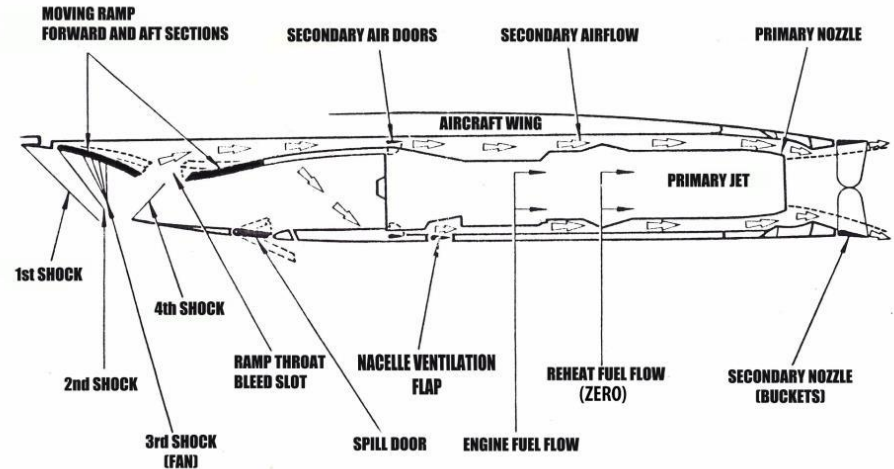 MOVING RAMP
FORWARD AND AFT SECTIONS
SECONDARY AIR DOORS
SECONDARY AIRFLOW
PRIMARY NOZZLE
AIRCRAFT WING
PRIMARY JET
1st SHOCK
4th SHOCK
2nd SHOCK
3rd SHOCK
(FAN)
RAMP THROAT
BLEED SLOT
SPILL DOOR
NACELLE VENTILATION
FLAP
ENGINE FUEL FLOW
REHEAT FUEL FLOW
(ZERO)
SECONDARY NOZZLE
(BUCKETS)